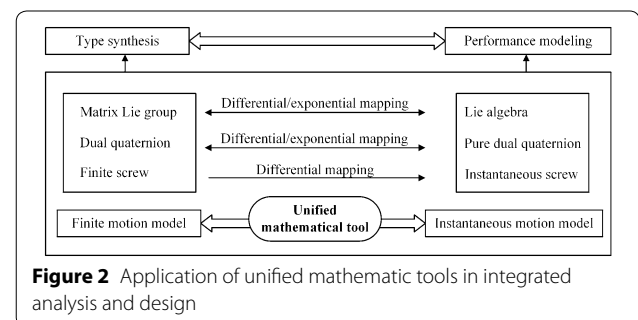 Type synthesis
Performance modeling
Differential/exponential mapping
Matrix Lie group
Lie algebra
Differential/exponential mapping
Dual quaternion
Pure dual quaternion
Differential mapping
Finite screw
Instantaneous screw
Unified
mathematical tool
Finite motion model
Instantaneous motion model
Figure 2 Application of unified mathematic tools in integrated
analysis and design